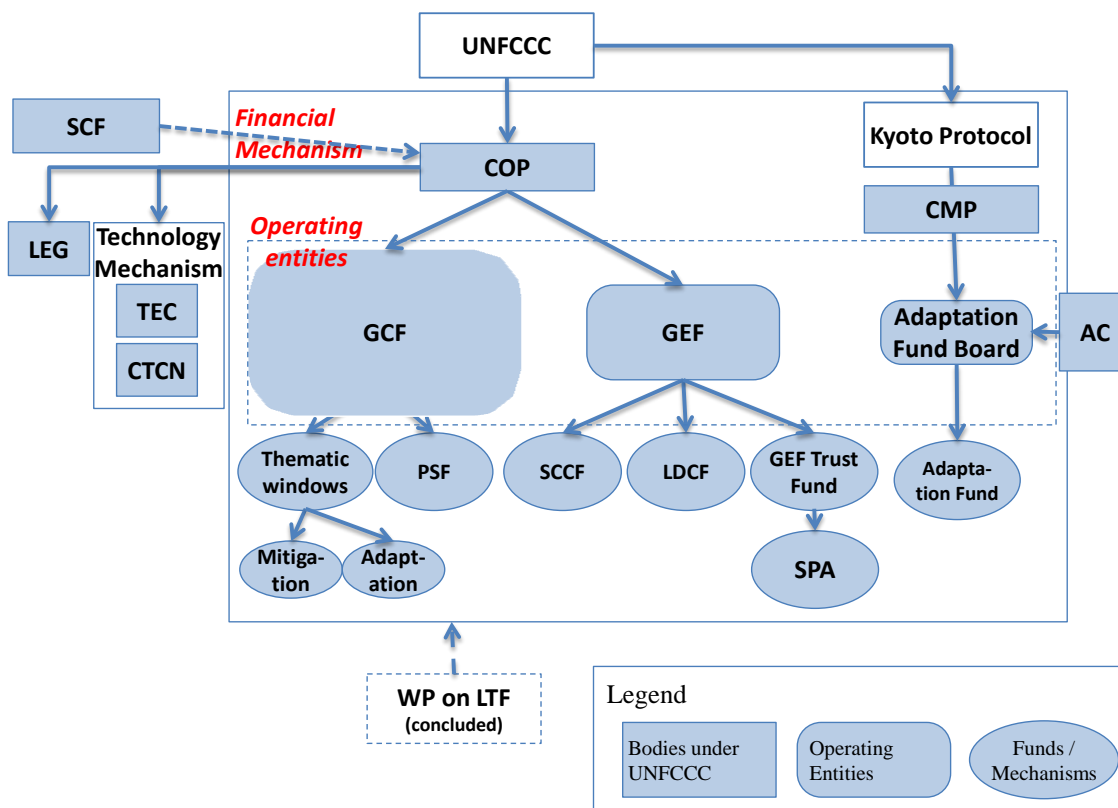 UNFCCC
SCF
Financial
Mechanism
COP
Kyoto Protocol
CMP
LEG
Technology
Mechanism
TEC
CTCN
Operating
entities
GCF
GEF
Adaptation
Fund Board
AC
Thematic
windows
PSF
SCCF
LDCF
GEF Trust
Fund
Adapta-
tion Fund
Mitiga-
tion
Adapt-
ation
SPA
WP on LTF
(concluded)
Legend
Bodies under
UNFCCC
Operating
Entities
Funds /
Mechanisms